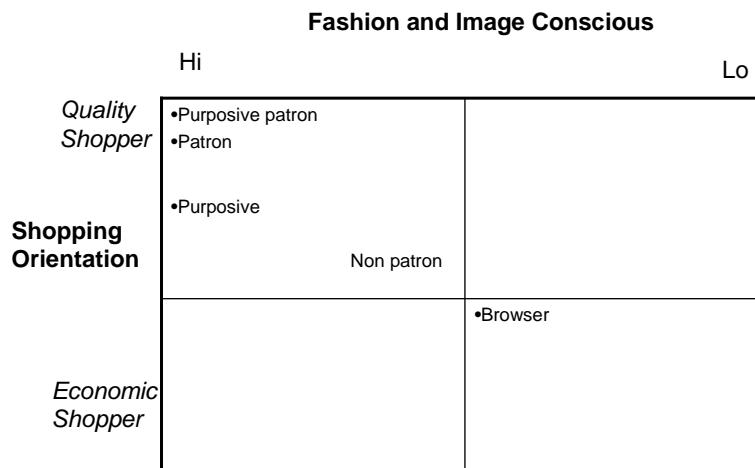 Fashion and Image Conscious
Hi
Lo
Quality
Shopper
•Purposive patron
•Patron
•Purposive
Shopping
Orientation
Non patron
•Browser
Economic
Shopper